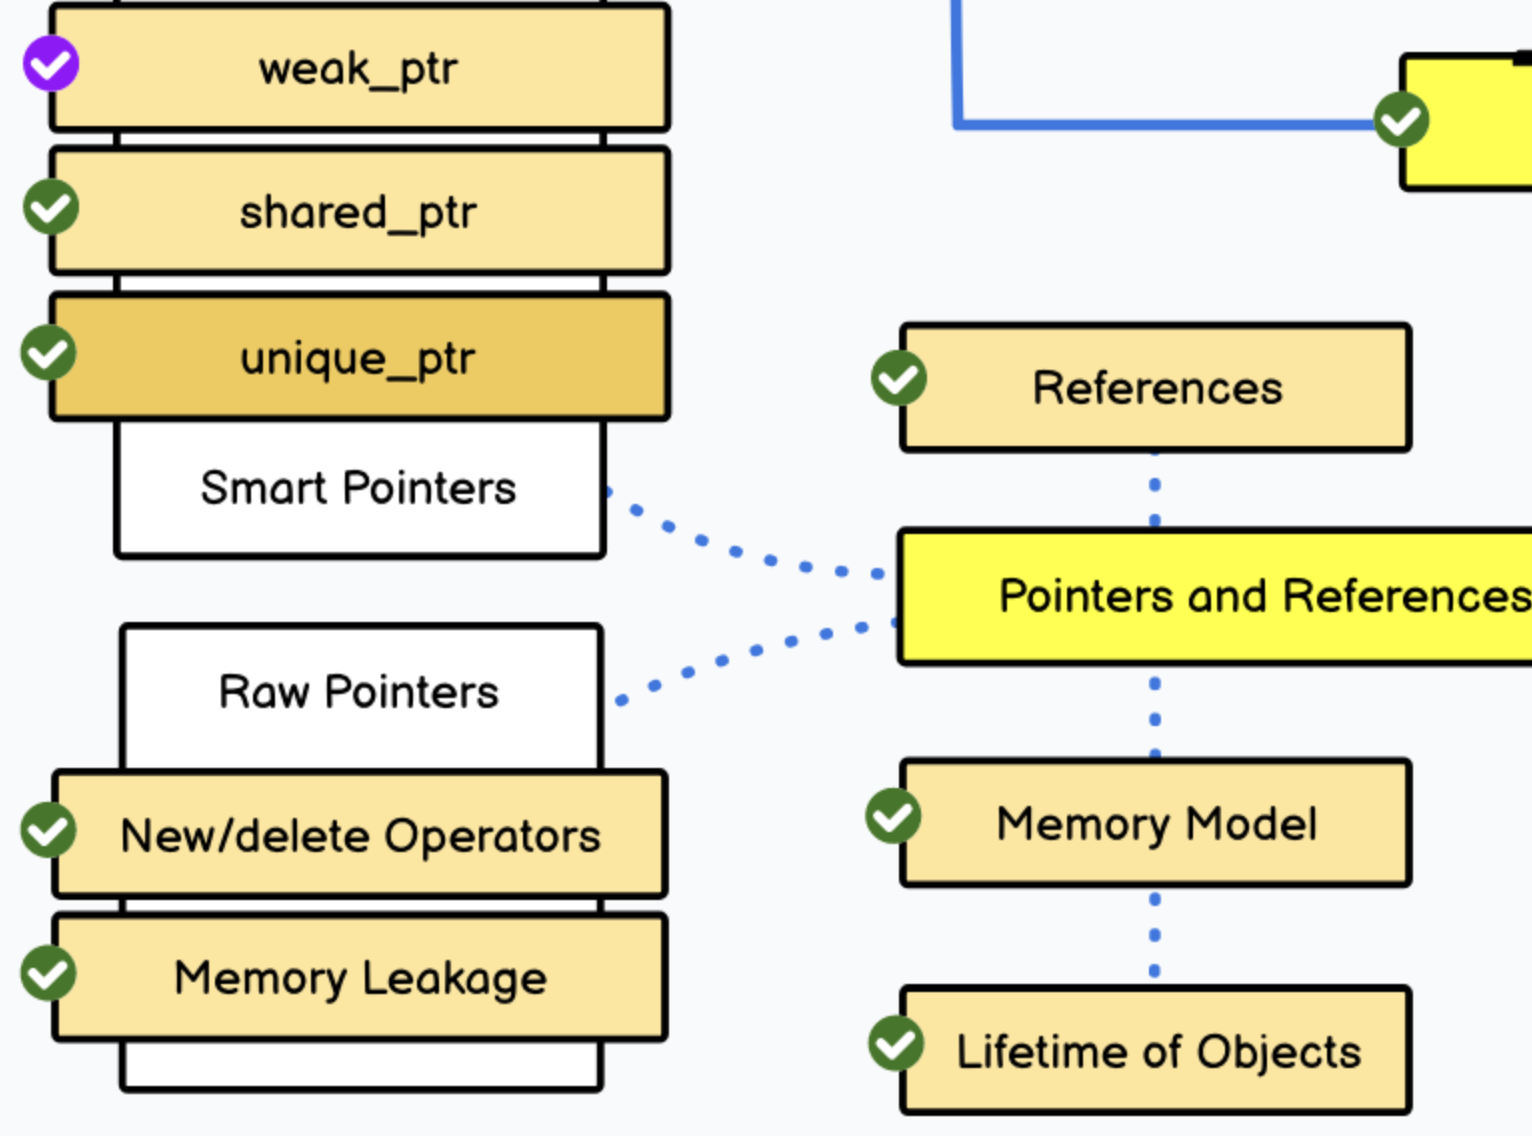 weak_ptr
shared_ptr
unique_ptr
Smart Pointers
Raw Pointers
New/delete Operators
Memory Leakage
References
Pointers and References
Memory Model
Lifetime of Objects